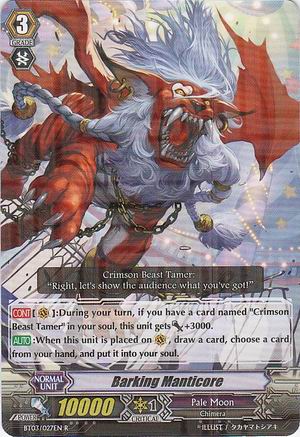 3
GRADE
Crimson Beast Tamer:
"Right, let's show the audience what you've got!"
CONT [ ]:During your turn, if you have a card named "Crimson
Beast Tamer" in your soul, this unit gets +3000.
AUTO:When this unit is placed on , draw a card, choose a card
from your hand, and put it into your soul.
NORMAL
UNIT
Barking Manticore
POWER
10000
1
CRITICAL
Pale Moon
Chimera
BT03/027EN R
ILLUST / タカヤマトシアキ